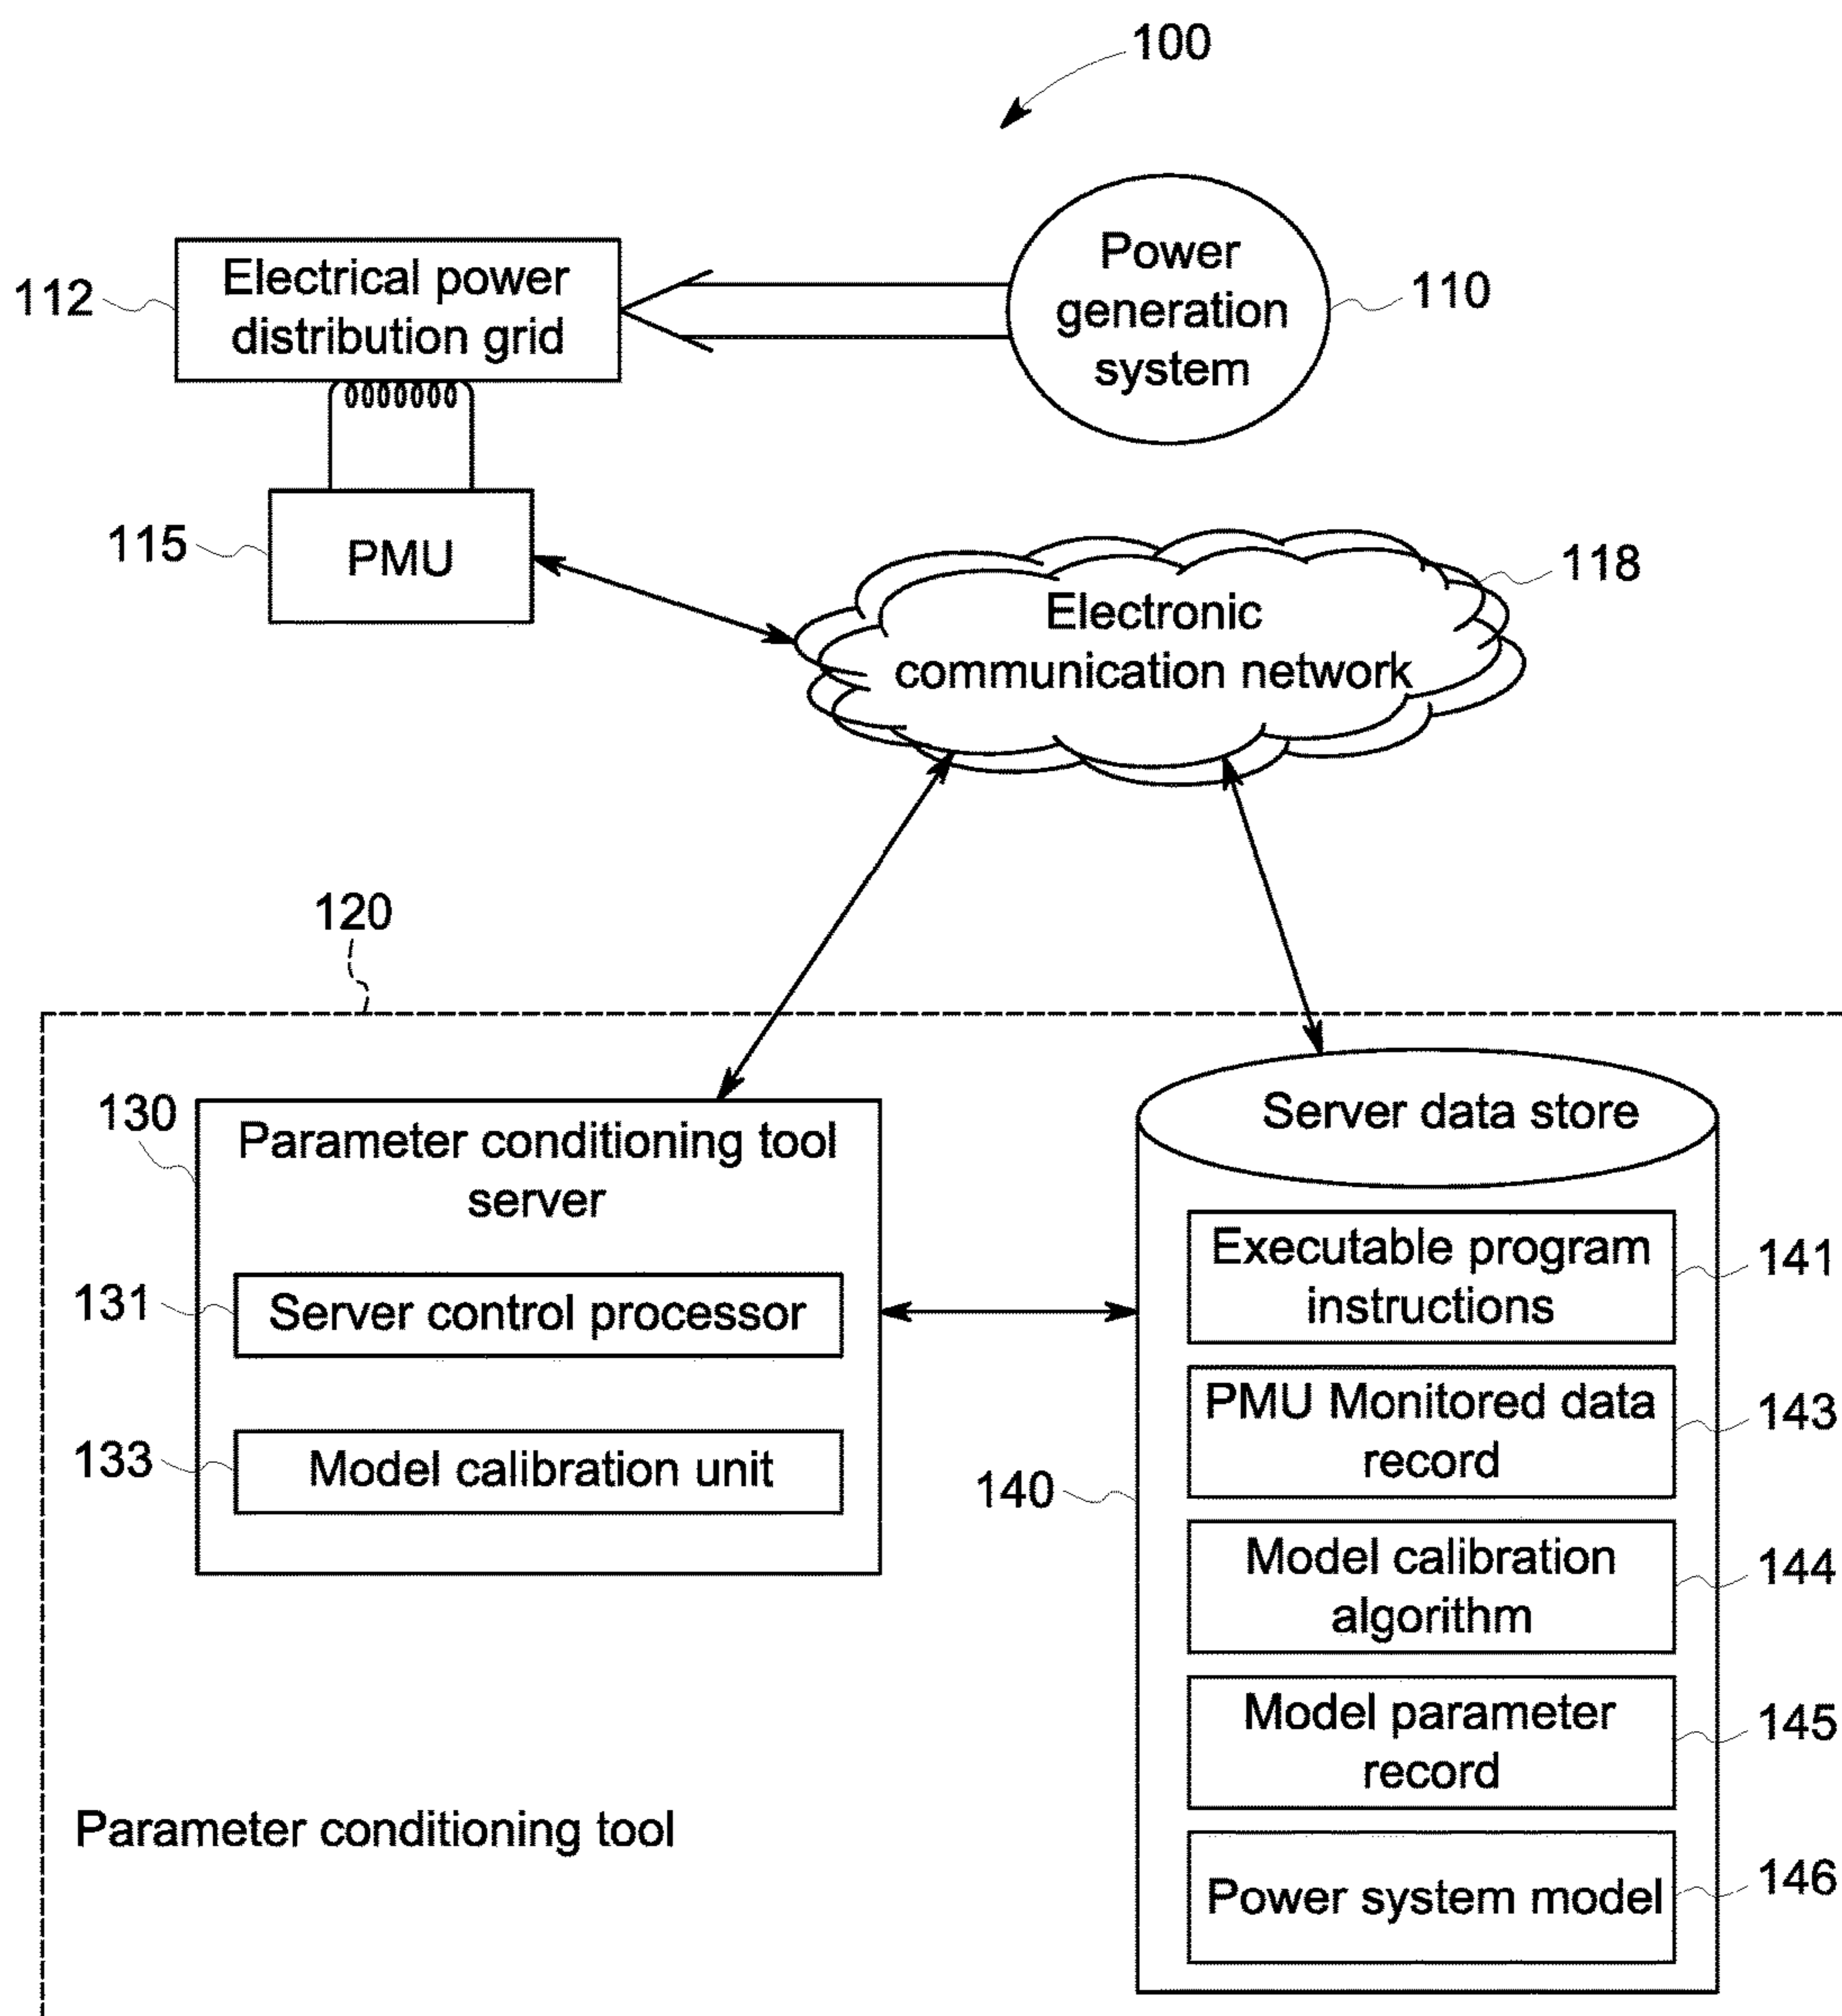 100
Electrical power
distribution grid
112
Power
generation
system
110
115
PMU
118
Electronic
communication network
120
130
Parameter conditioning tool
server
131
Server control processor
133
Model calibration unit
Server data store
Executable program
instructions
141
PMU Monitored data
record
143
140
Model calibration
algorithm
144
Model parameter
record
145
Power system model
146
Parameter conditioning tool